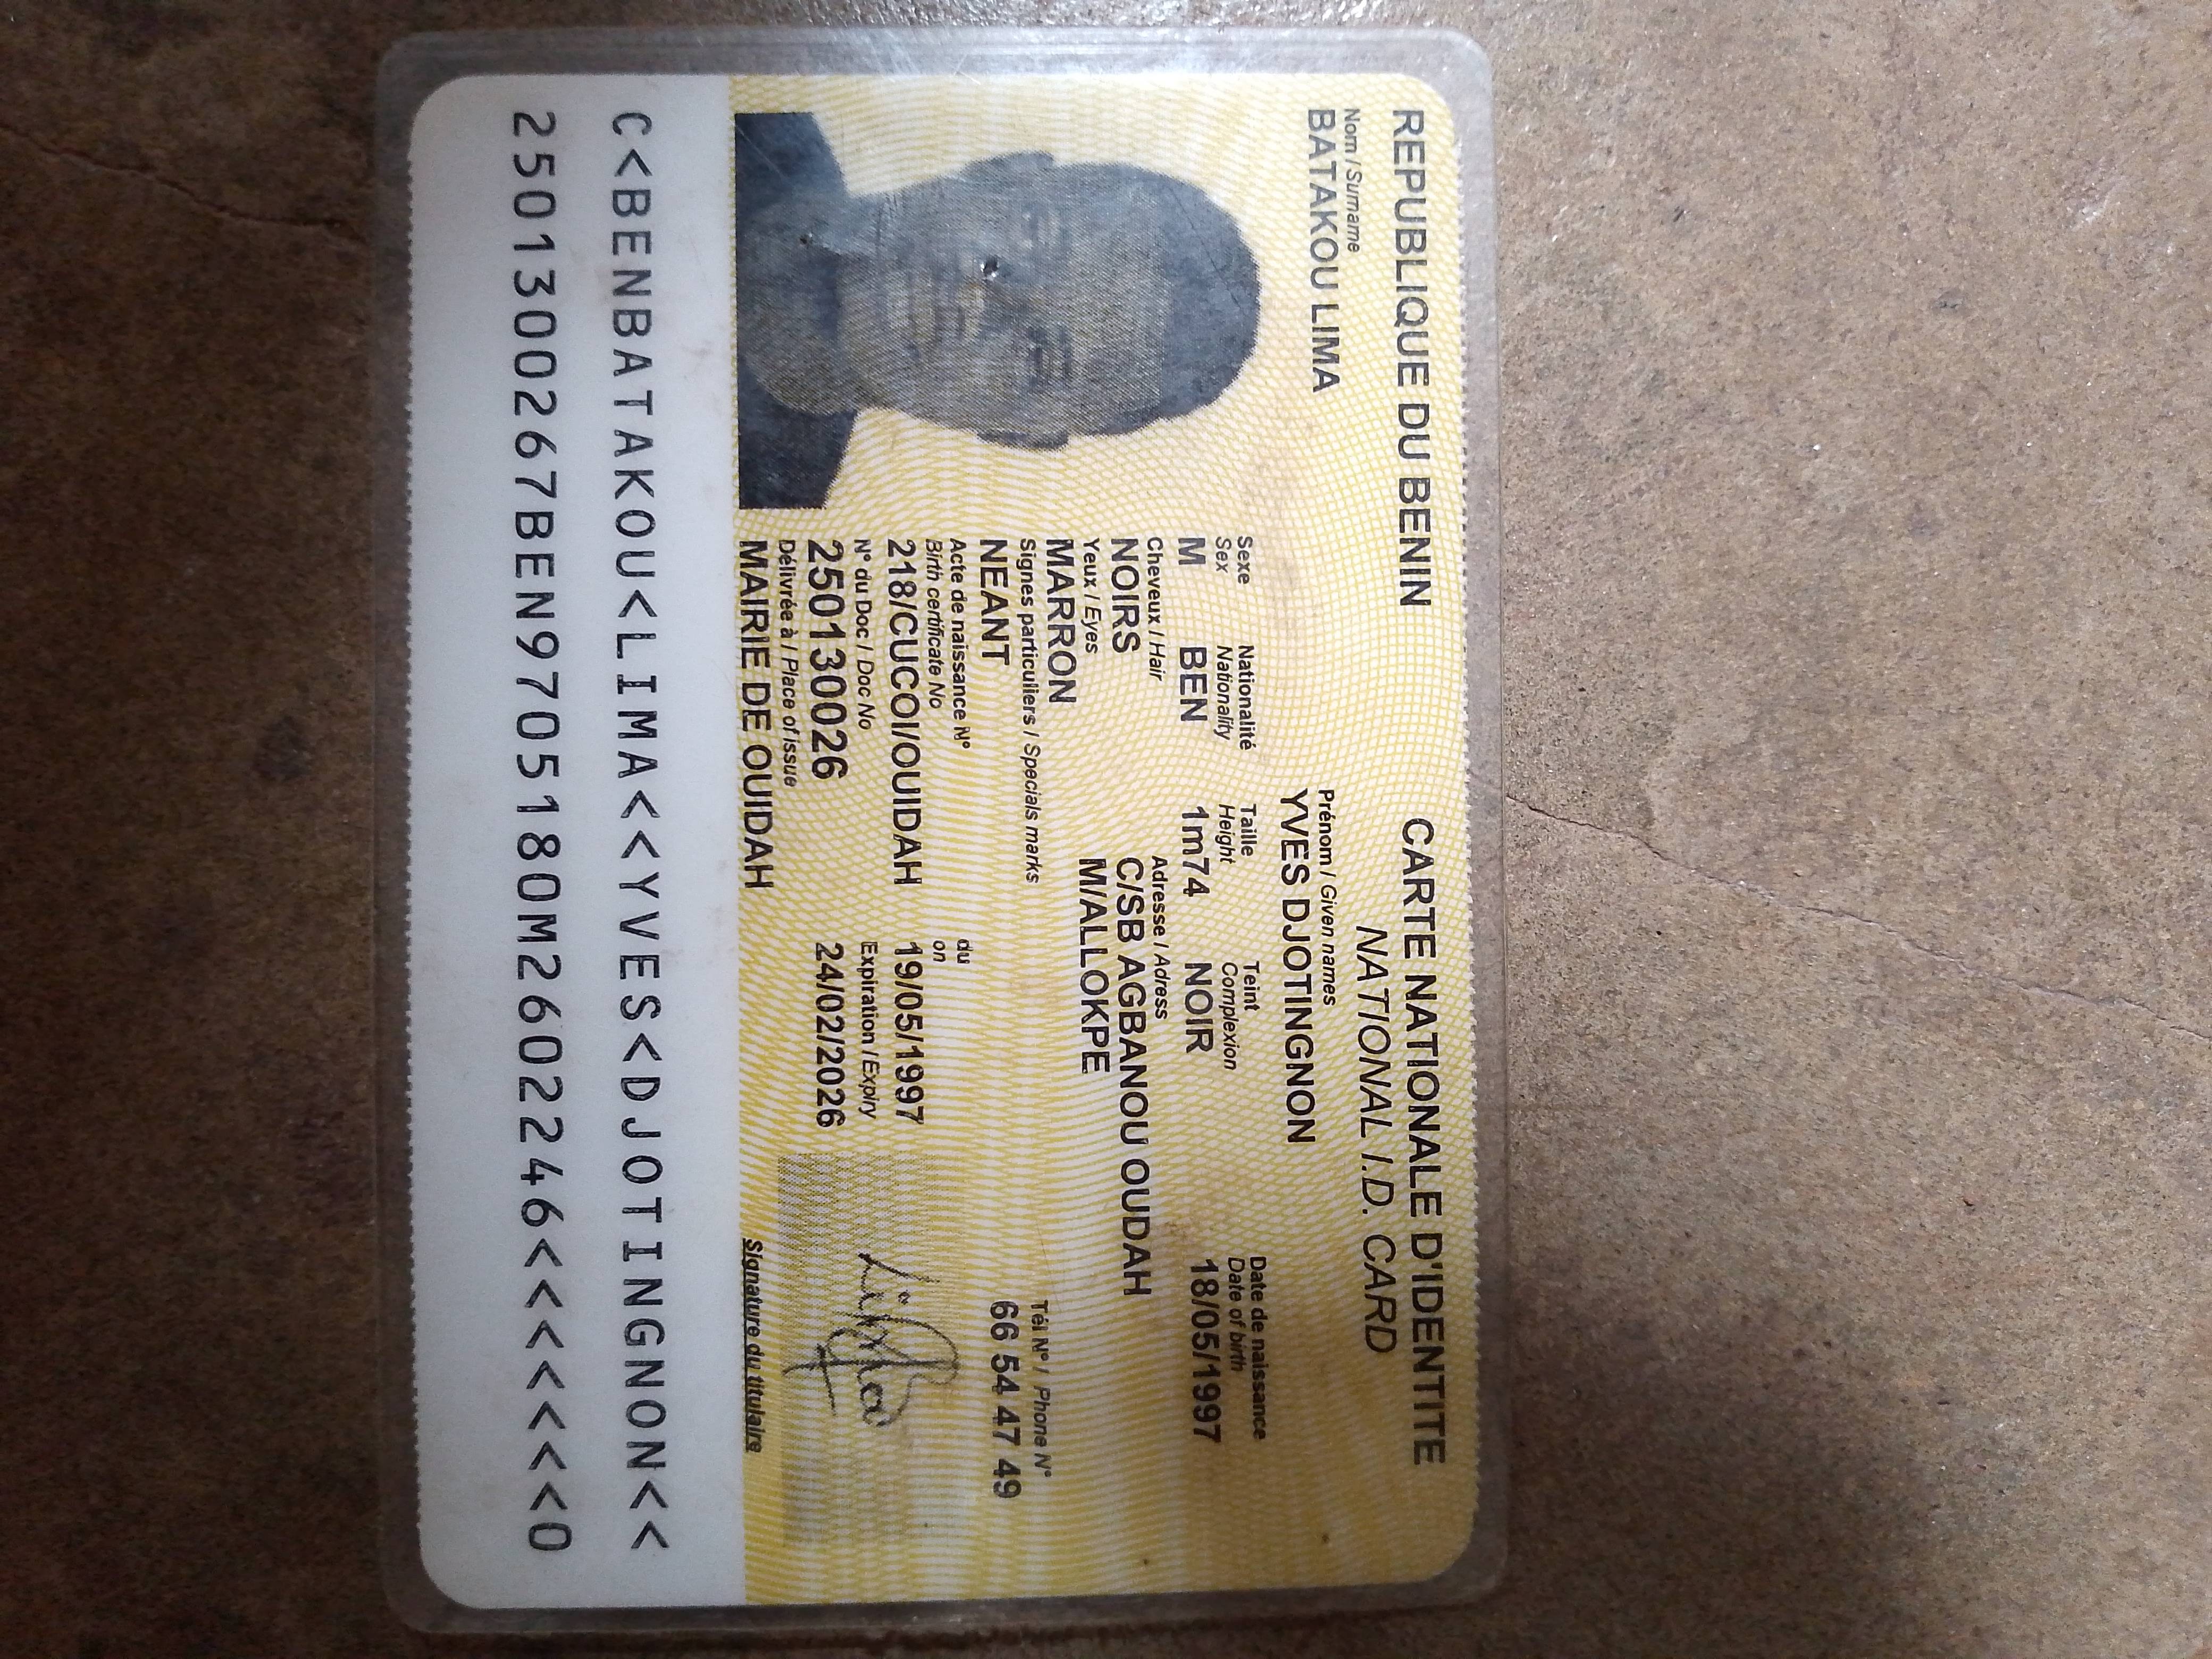 REPUBLIQUE DU BENIN
CARTE NATIONALE D'IDENTITE
NATIONAL I.D. CARD
Nom / Surname
BATAKOU LIMA
Prénom / Given names
YVES DJOTINGNON
Sexe Nationalité Taille Teint Date de naissance
Sex Nationality Height Complexion Date of birth
M BEN 1m74 NOIR 18/05/1997
Cheveux / Hair Adresse / Adress
NOIRS C/SB AGBANOU OUDAH
Yeux / Eyes M/ALLOKPE
MARRON
Signes particuliers / Specials marks Tél N° / Phone N°
NEANT 66 54 47 49
Acte de naissance N° du
Birth certificate No on
218/CUCOI/OUIDAH 19/05/1997
N° du Doc / Doc No Expiration / Expiry
250130026 24/02/2026
Délivrée à / Place of issue
MAIRIE DE OUIDAH
Lima
Signature du titulaire
C<BENBATAKOU<LIMA<<YVES<DJOTINGNON<<
2501300267BEN9705180M2602246<<<<<<<0